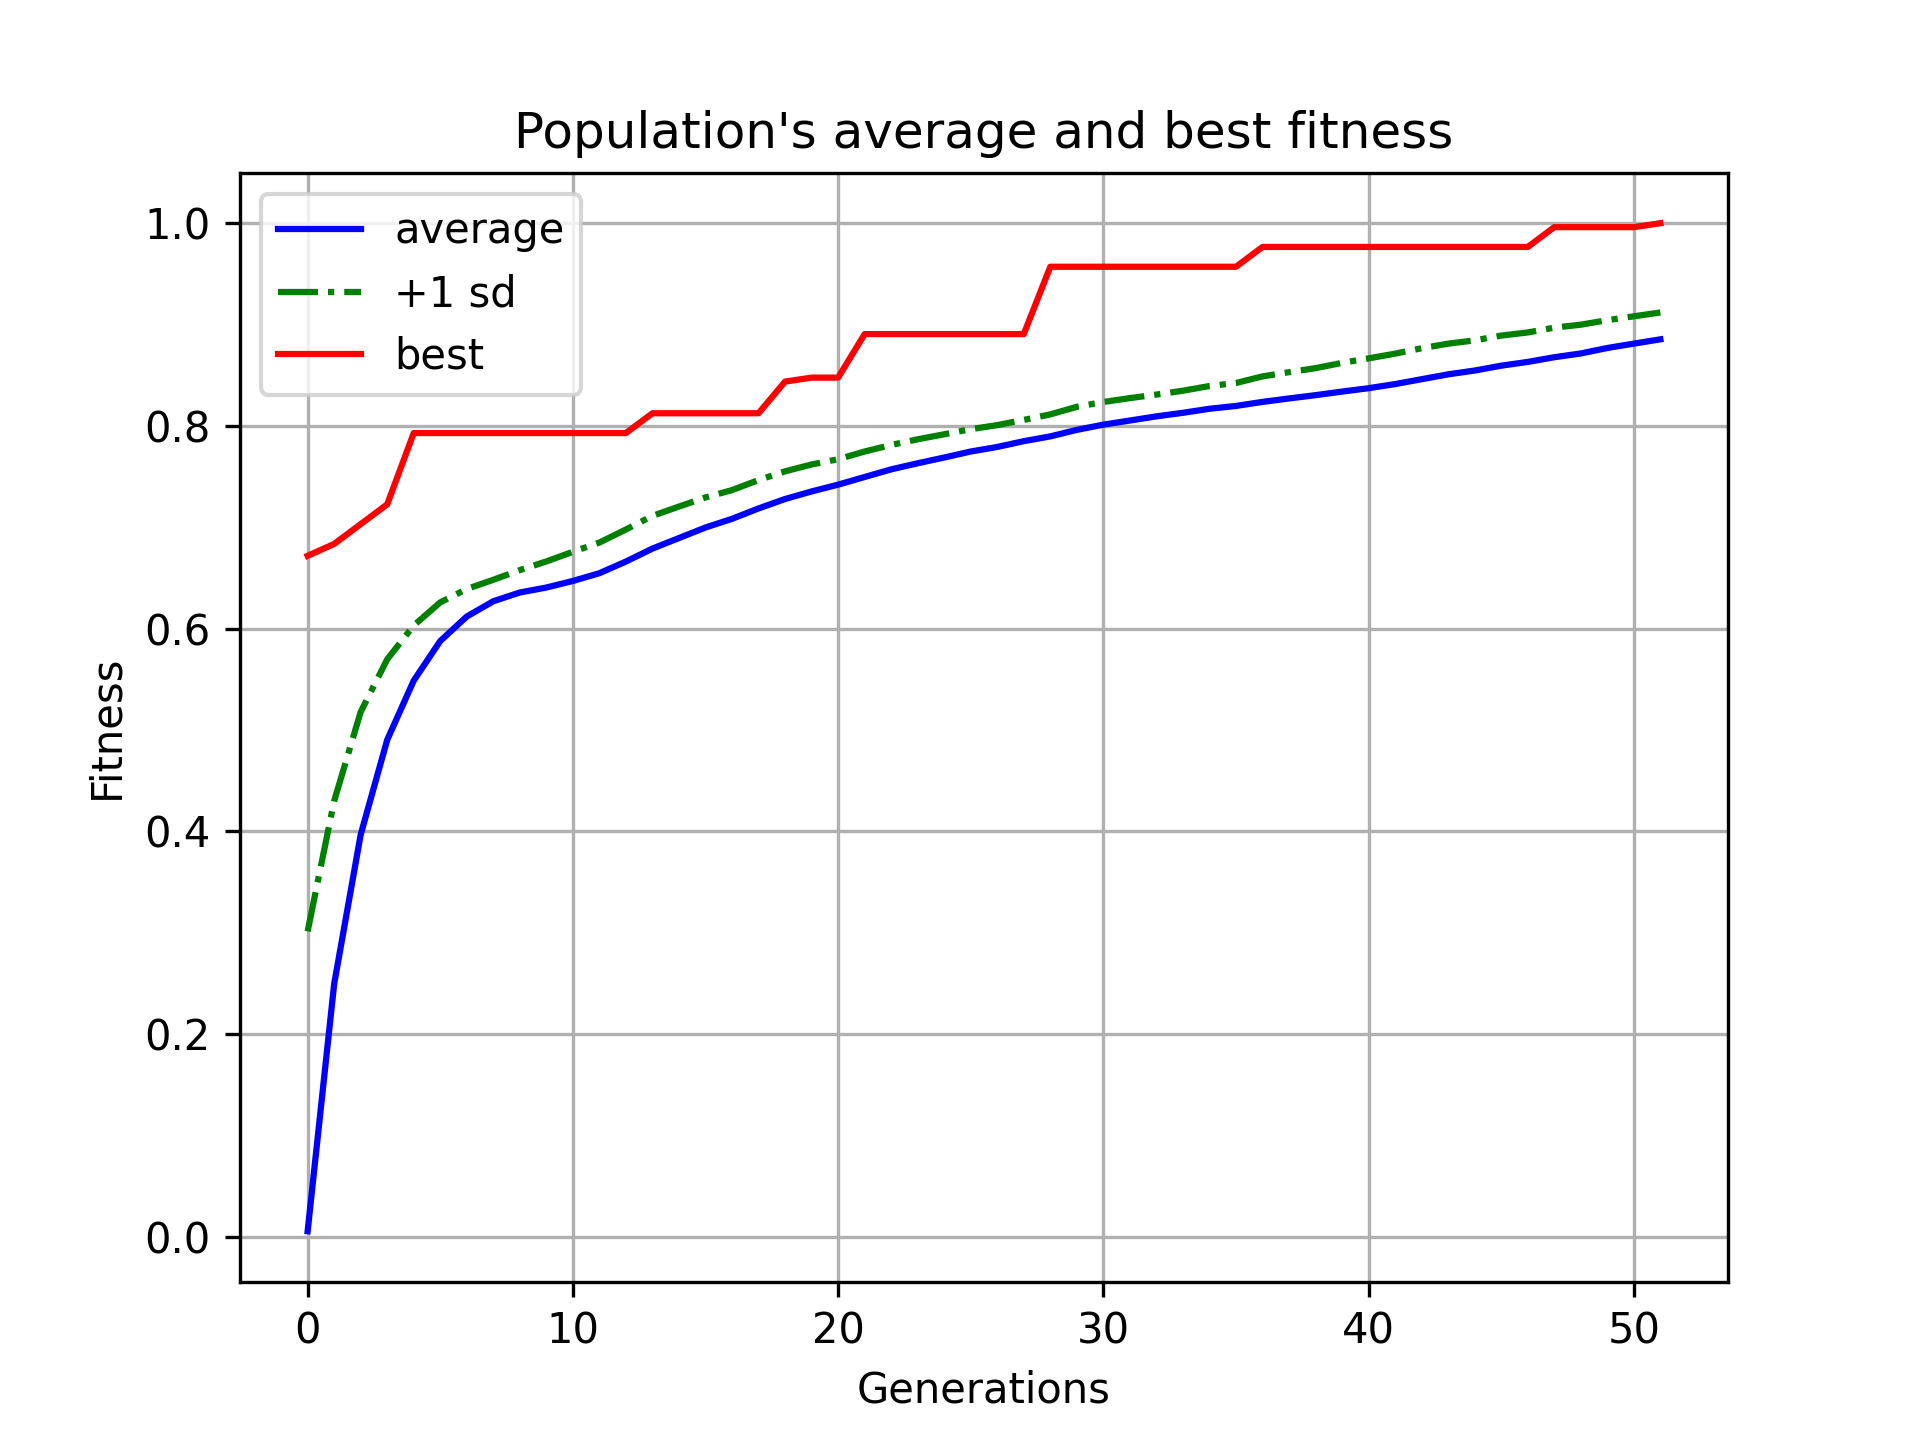 Population's average and best fitness
average
+1 sd
best
Fitness
1.0
0.8
0.6
0.4
0.2
0.0
0 10 20 30 40 50
Generations